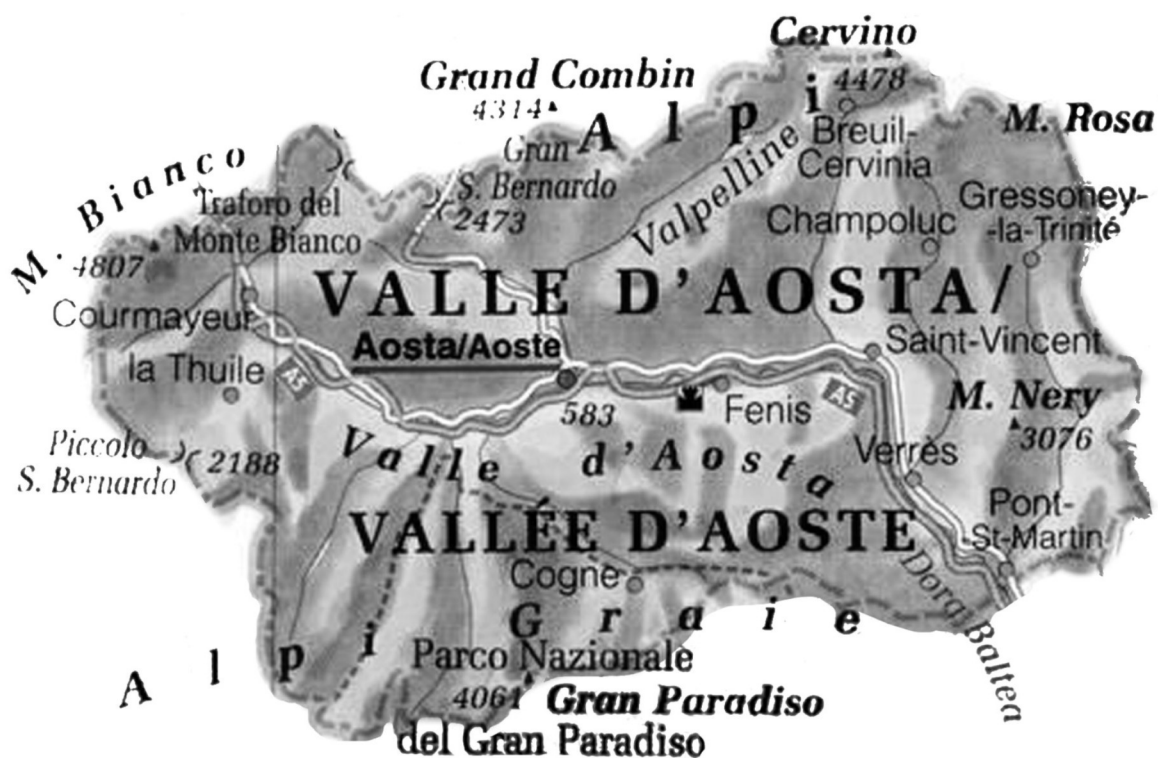 Cervino
4478
Grand Combin
4314
Alpi
M. Rosa
Breuil-
Cervinia
Gran
S. Bernardo
2473
M. Bianco
4807
Traforo del
Monte Bianco
Valpelline
Champoluc
Gressoney-
-la-Trinité
VALLE D'AOSTA/
Courmayeur
Aosta/Aoste
Saint-Vincent
la Thuile
A5
583
Fenis
A5
M. Nery
3076
Piccolo
S. Bernardo
2188
Valle d'Aosta
Verrès
VALLÉE D'AOSTE
Pont-
-St-Martin
Cogne
Dora Baltea
Alpi Graie
Parco Nazionale
4061
Gran Paradiso
del Gran Paradiso